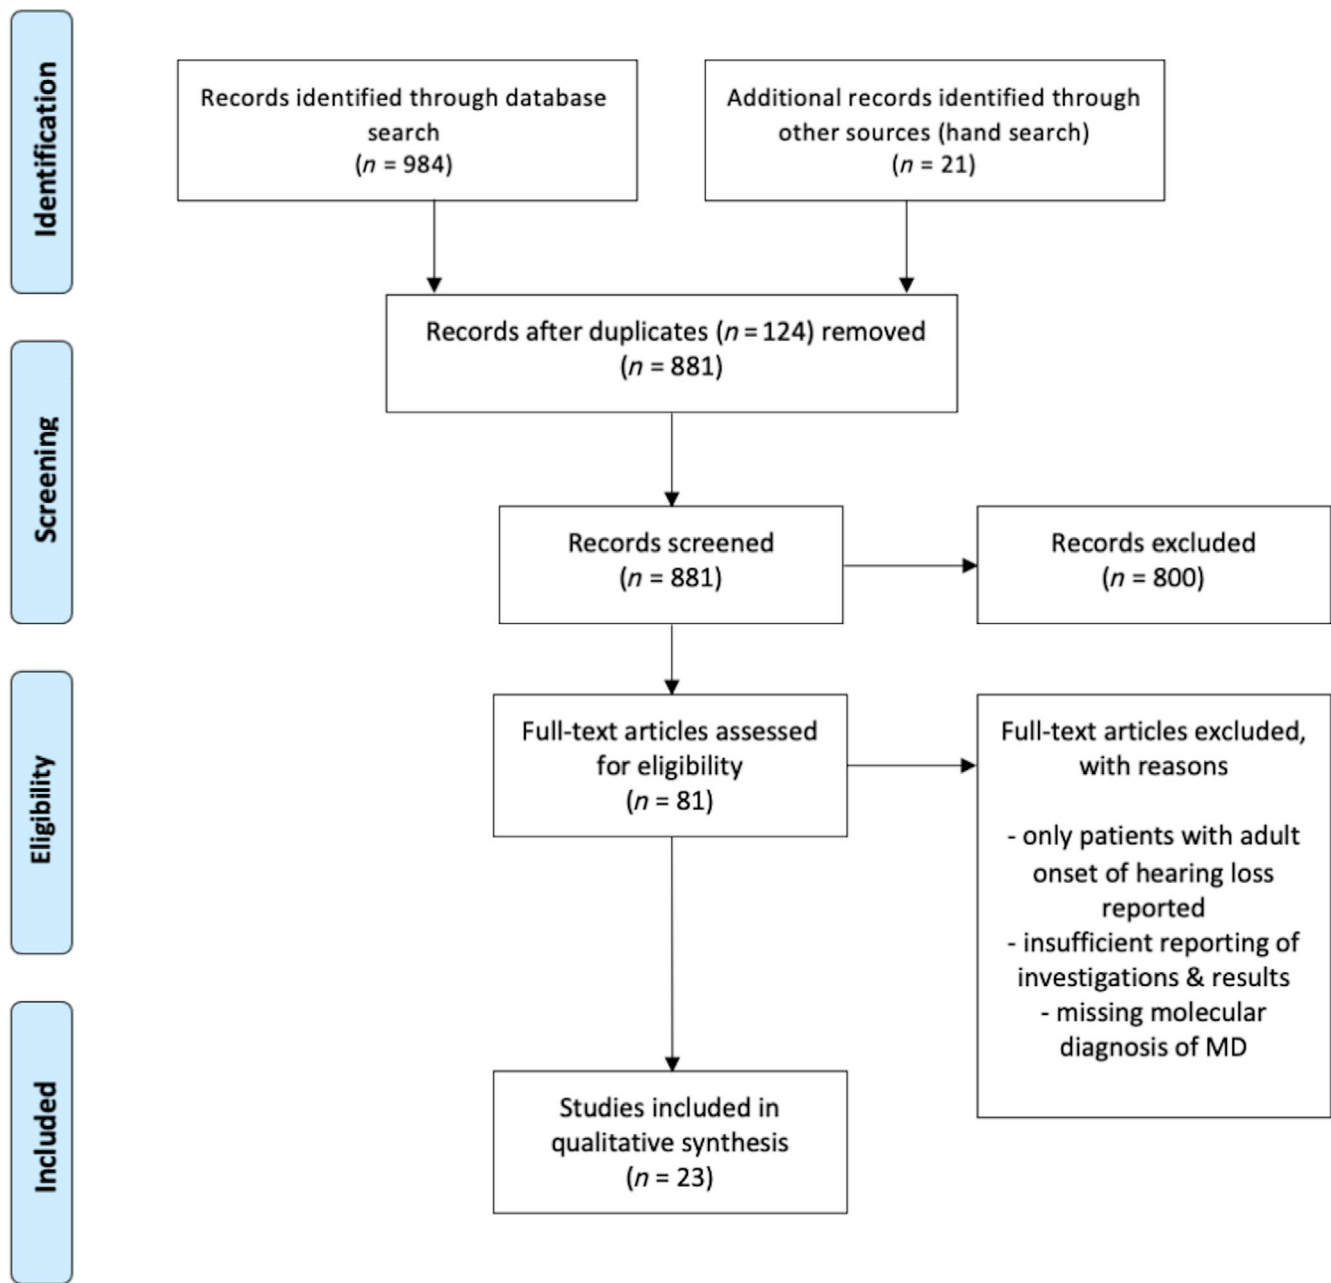 Identification
Records identified through database
search
(n = 984)
Additional records identified through
other sources (hand search)
(n = 21)
Records after duplicates (n = 124) removed
(n = 881)
Screening
Records screened
(n = 881)
Records excluded
(n = 800)
Eligibility
Full-text articles assessed
for eligibility
(n = 81)
Full-text articles excluded,
with reasons
- only patients with adult
onset of hearing loss
reported
- insufficient reporting of
investigations & results
- missing molecular
diagnosis of MD
Included
Studies included in
qualitative synthesis
(n = 23)